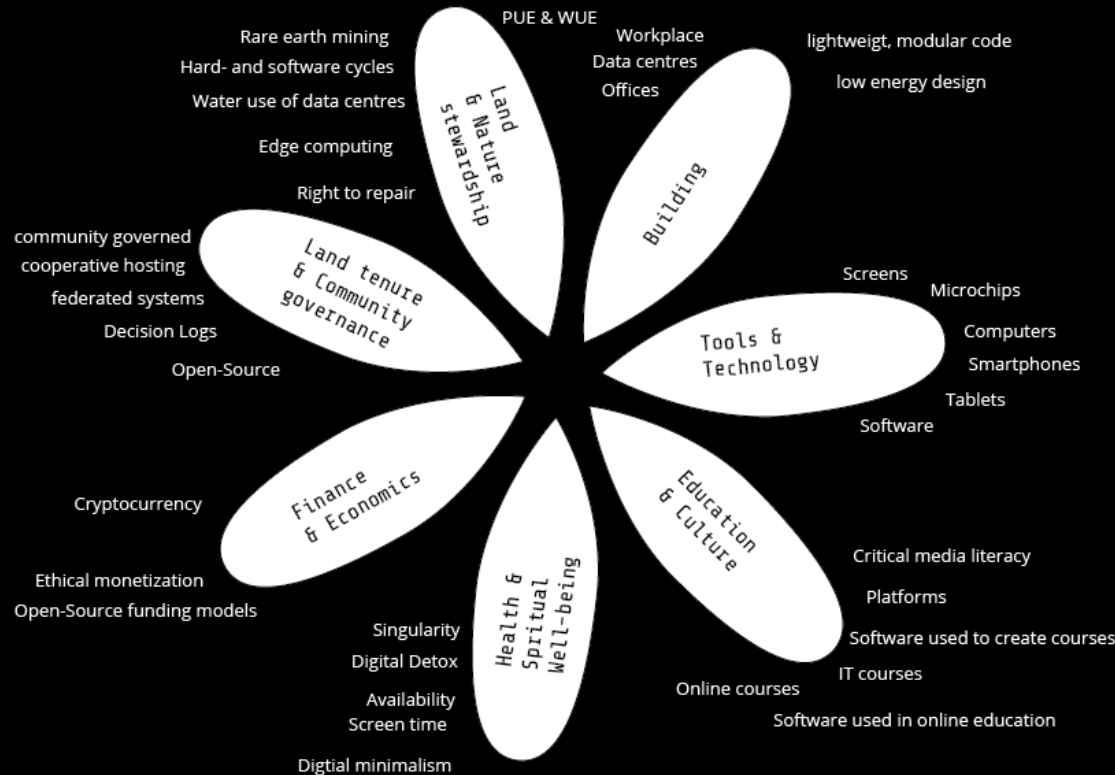 PUE & WUE
Rare earth mining
Hard- and software cycles
Water use of data centres
Edge computing
Right to repair
Land
& Nature
stewardship
Workplace
Data centres
Offices
lightweigt, modular code
low energy design
Building
Screens
Microchips
Computers
Smartphones
Tablets
Software
Tools &
Technology
Education
& Culture
Critical media literacy
Platforms
Software used to create courses
IT courses
Online courses
Software used in online education
Health &
Spritual
Well-being
Singularity
Digital Detox
Availability
Screen time
Digtial minimalism
Finance
& Economics
Cryptocurrency
Ethical monetization
Open-Source funding models
Land tenure
& Community
governance
community governed
cooperative hosting
federated systems
Decision Logs
Open-Source